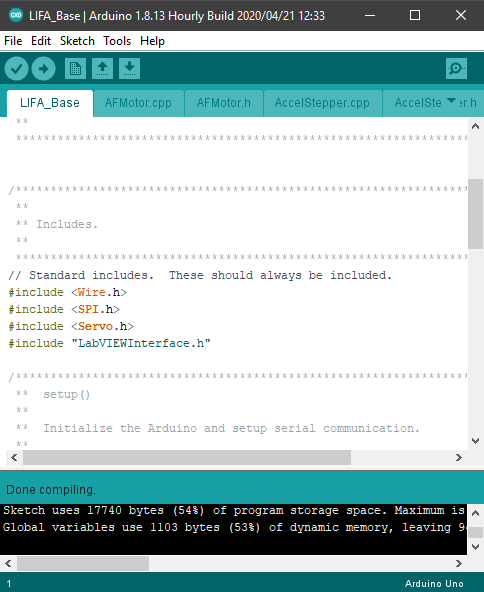 LIFA_Base | Arduino 1.8.13 Hourly Build 2020/04/21 12:33
File Edit Sketch Tools Help
LIFA_Base AFMotor.cpp AFMotor.h AccelStepper.cpp AccelSte er.h
**
*******************************************************************
/******************************************************************
**
** Includes.
**
*******************************************************************
// Standard includes.  These should always be included.
#include <Wire.h>
#include <SPI.h>
#include <Servo.h>
#include "LabVIEWInterface.h"
/******************************************************************
**  setup()
**
**  Initialize the Arduino and setup serial communication.
**
Done compiling.
Sketch uses 17740 bytes (54%) of program storage space. Maximum is
Global variables use 1103 bytes (53%) of dynamic memory, leaving 94
1 Arduino Uno